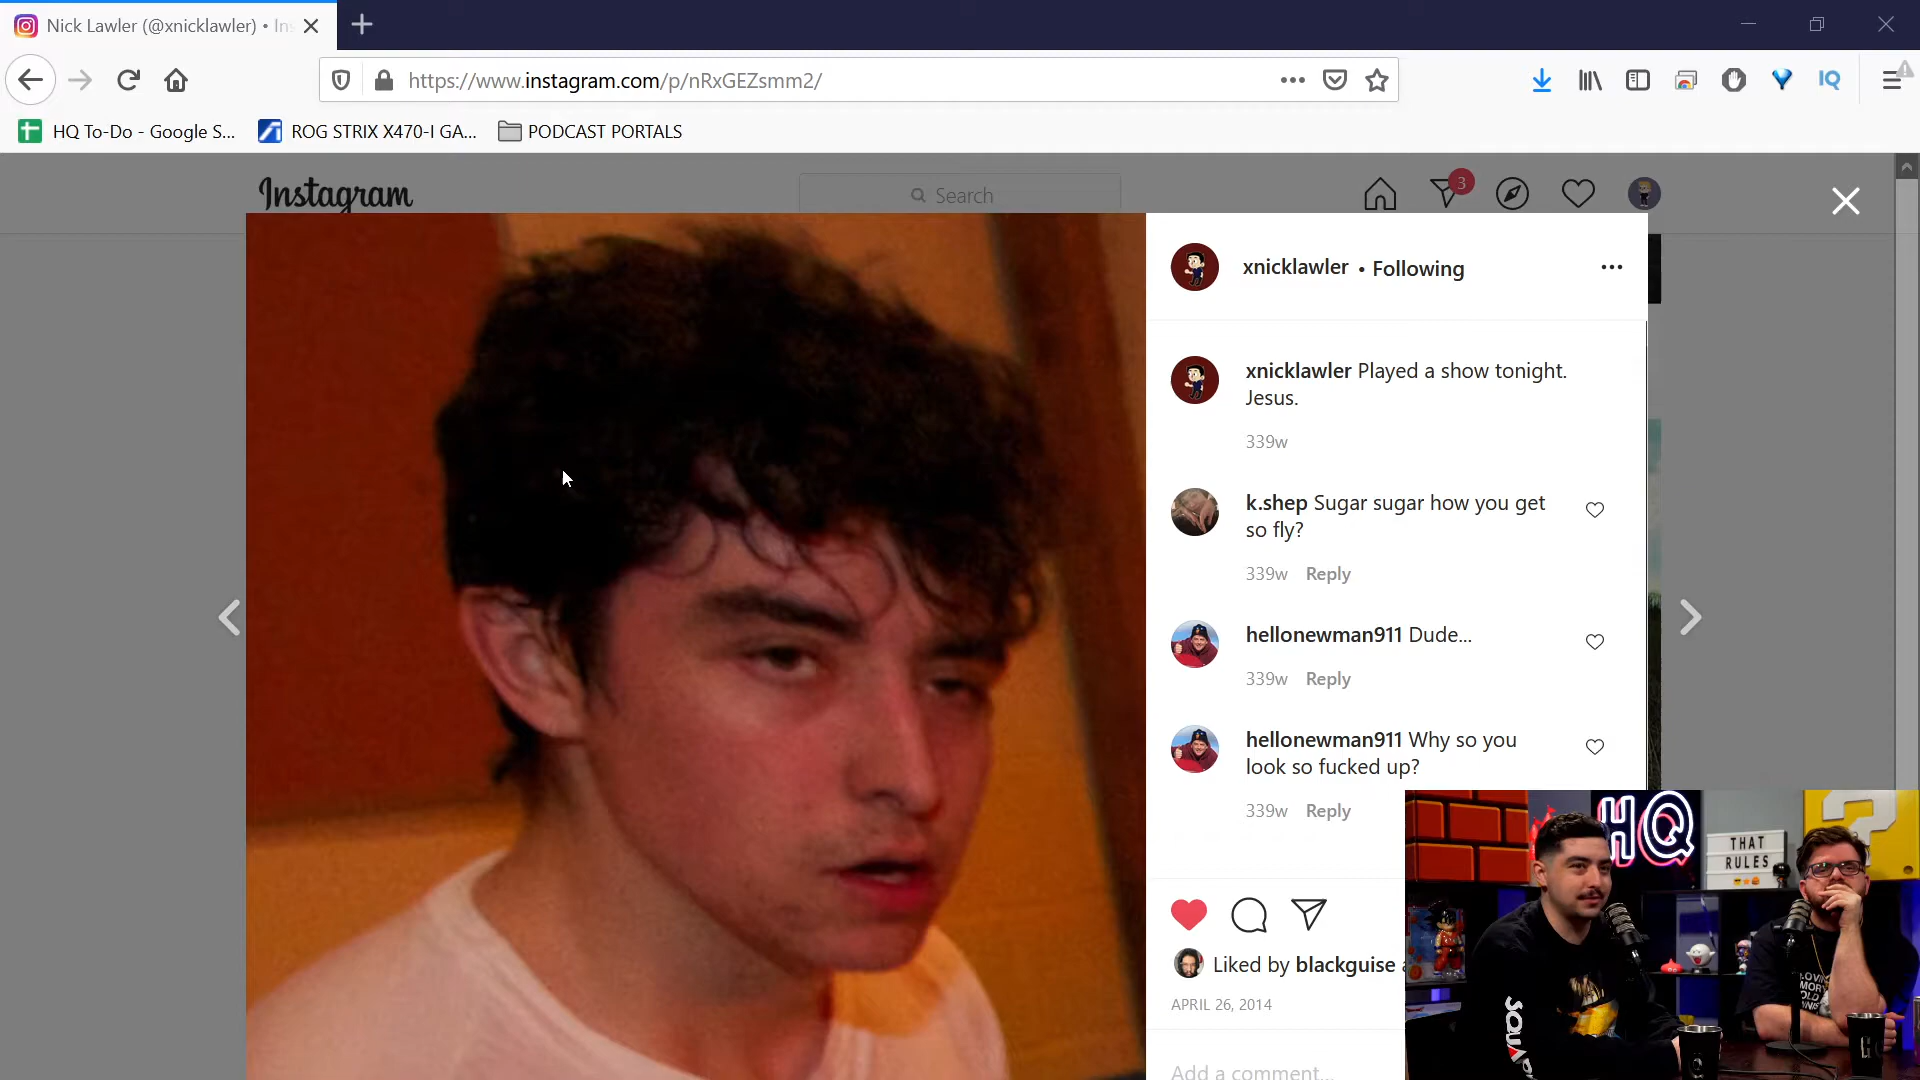 Nick Lawler (@xnicklawler) • Ins
https://www.instagram.com/p/nRxGEZsmm2/
IQ
HQ To-Do - Google S...
ROG STRIX X470-I GA...
PODCAST PORTALS
Instagram
Search
3
xnicklawler • Following
xnicklawler Played a show tonight.
Jesus.
339w
k.shep Sugar sugar how you get
so fly?
339w Reply
hellonewman911 Dude...
339w Reply
hellonewman911 Why so you
look so fucked up?
339w Reply
HQ
THAT
RULES
Liked by blackguise a
APRIL 26, 2014
Add a comment...